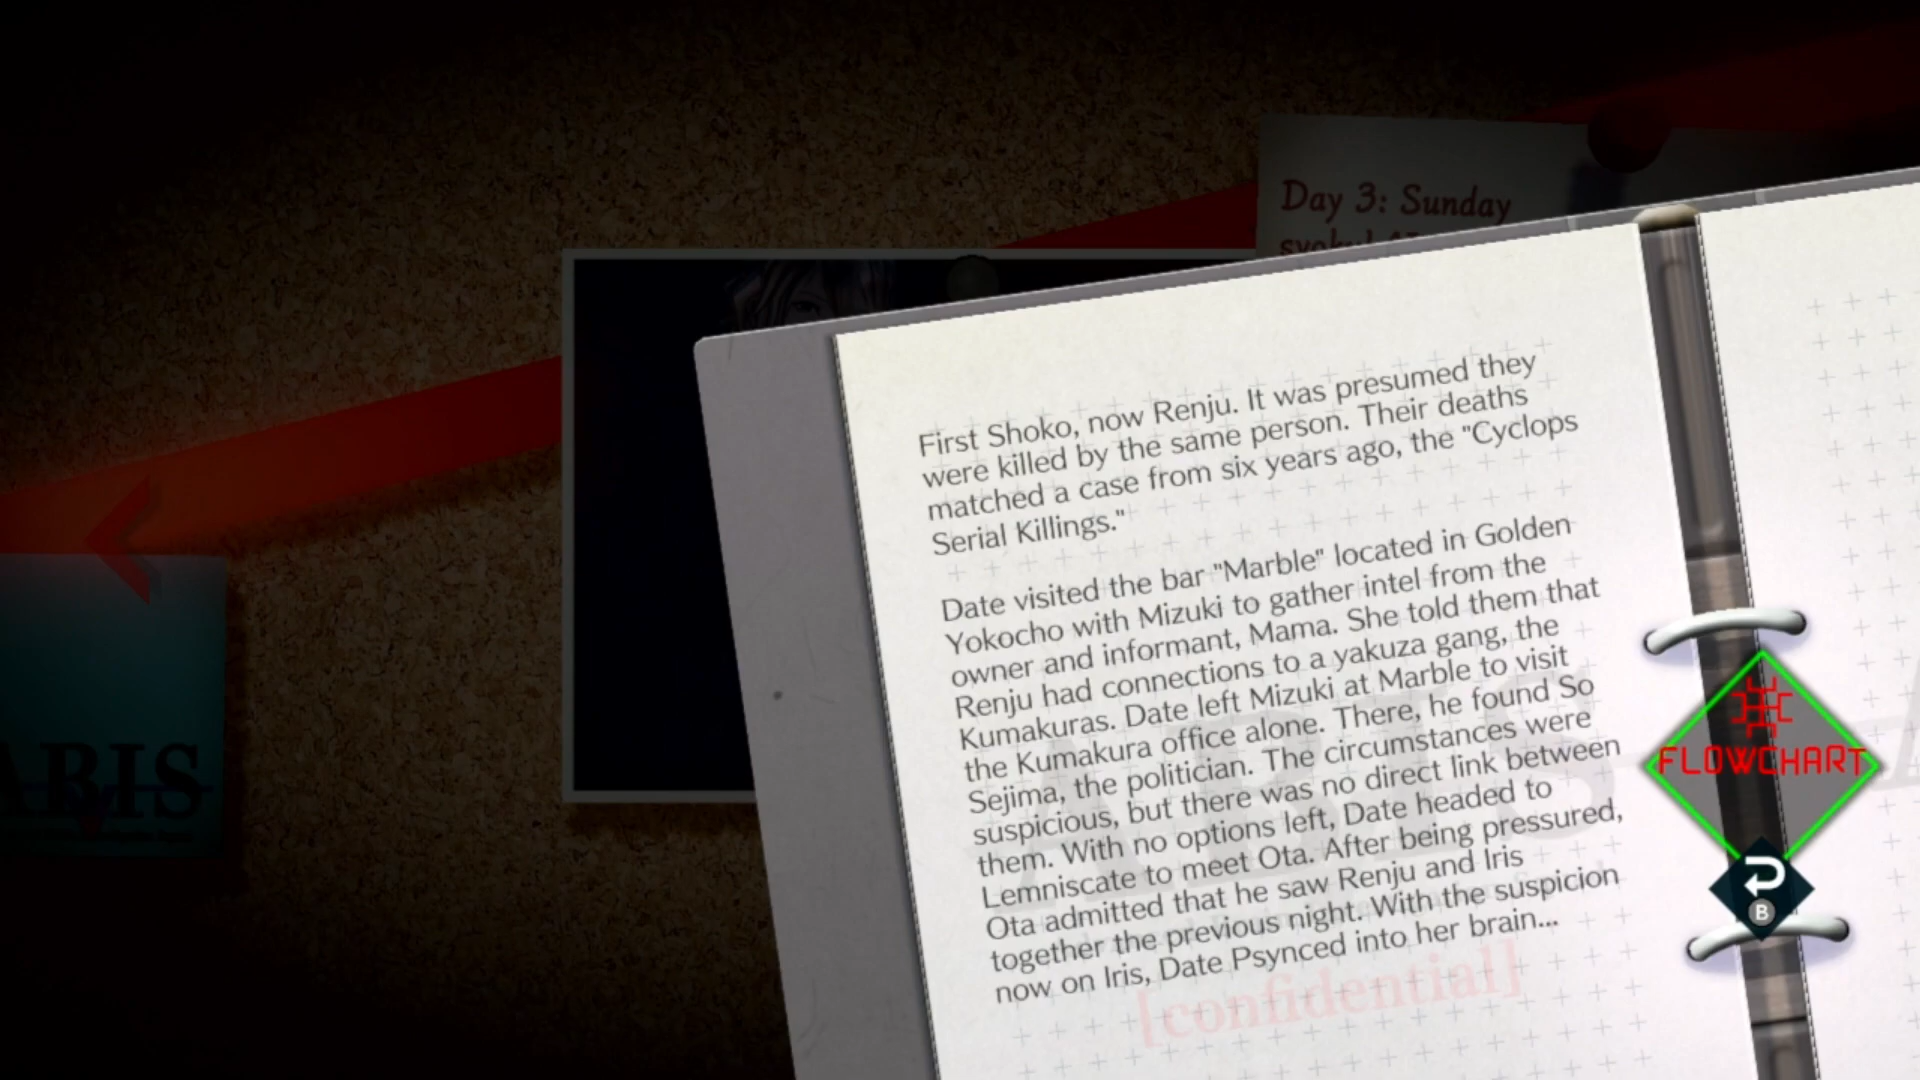 Day 3: Sunday
First Shoko, now Renju. It was presumed they
were killed by the same person. Their deaths
matched a case from six years ago, the "Cyclops
Serial Killings."
Date visited the bar "Marble" located in Golden
Yokocho with Mizuki to gather intel from the
owner and informant, Mama. She told them that
Renju had connections to a yakuza gang, the
Kumakuras. Date left Mizuki at Marble to visit
the Kumakura office alone. There, he found So
Sejima, the politician. The circumstances were
suspicious, but there was no direct link between
them. With no options left, Date headed to
Lemniscate to meet Ota. After being pressured,
Ota admitted that he saw Renju and Iris
together the previous night. With the suspicion
now on Iris, Date Psynced into her brain...
[confidential]
ABIS
FLOWCHART
B
ABIS